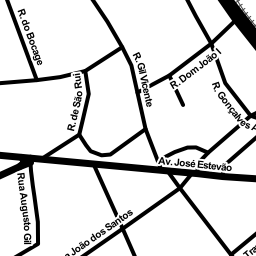 R. do Bocage
R. Dom João I
R. Gil Vicente
R. de São Rui
R. Gonçalves
Av. José Estevão
Rua Augusto Gil
João dos Santos